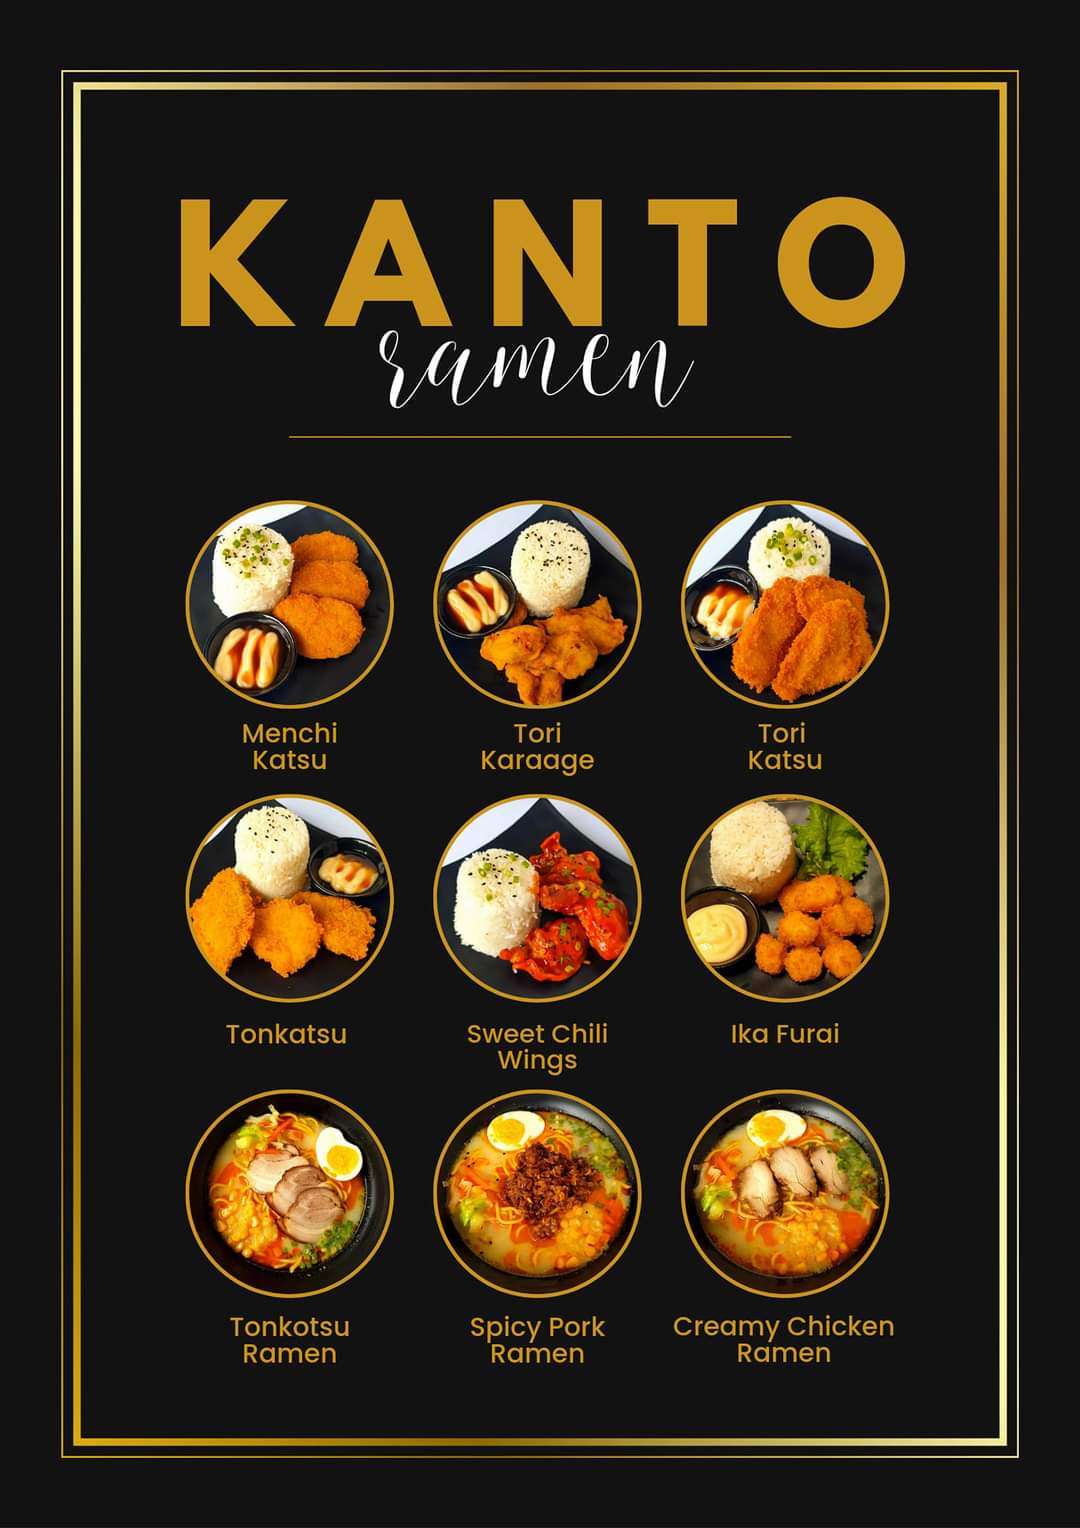 KANTO
ramen
Menchi
Katsu
Tori
Karaage
Tori
Katsu
Tonkatsu
Sweet Chili
Wings
Ika Furai
Tonkotsu
Ramen
Spicy Pork
Ramen
Creamy Chicken
Ramen